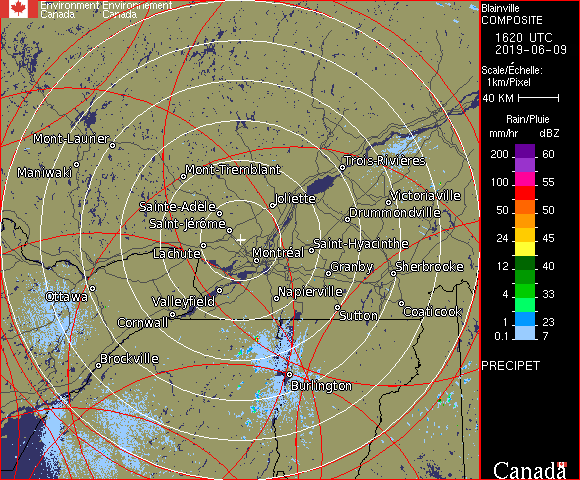 Environment Environnement
Canada Canada
Blainville
COMPOSITE
1620 UTC
2019-06-09
Scale/Échelle:
1km/Pixel
40 KM
Rain/Pluie
mm/hr dBZ
200 60
100 55
50 50
24 45
12 40
4 33
1 23
0.1 7
PRECIPET
Canada
Mont-Laurier
Maniwaki
Mont-Tremblant
Trois-Rivières
Joliette
Victoriaville
Sainte-Adèle
Drummondville
Saint-Jérôme
Lachute
Montréal
Saint-Hyacinthe
Granby
Sherbrooke
Ottawa
Valleyfield
Napierville
Cornwall
Sutton
Coaticook
Brockville
Burlington